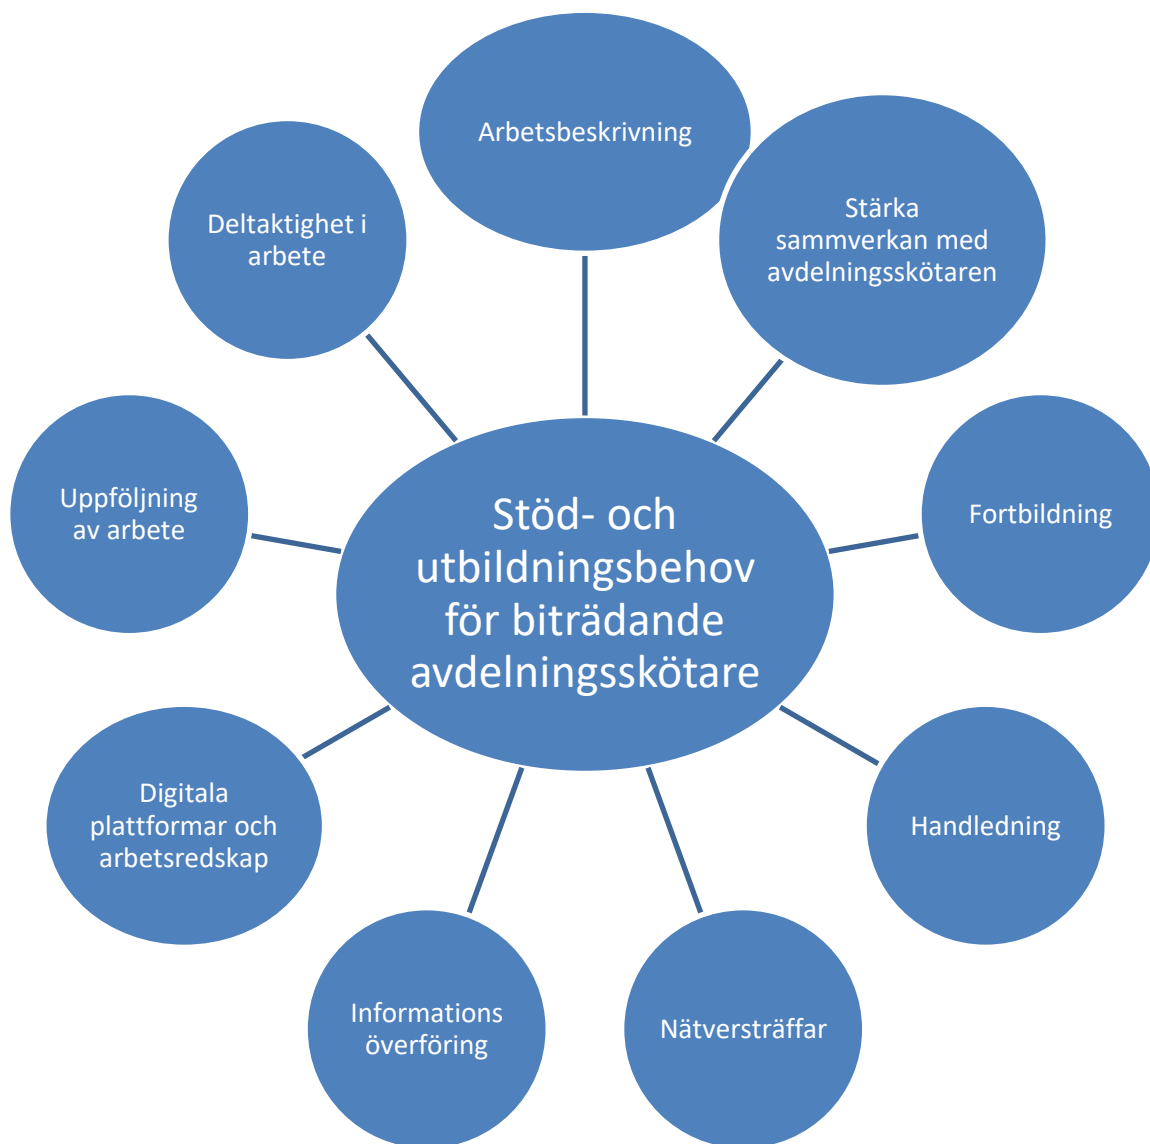 Arbetsbeskrivning
Stärka
sammverkan med
avdelningsskötaren
Deltaktighet i
arbete
Uppföljning
av arbete
Fortbildning
Stöd- och
utbildningsbehov
för biträdande
avdelningsskötare
Digitala
plattformar och
arbetsredskap
Handledning
Informations
överföring
Nätversträffar